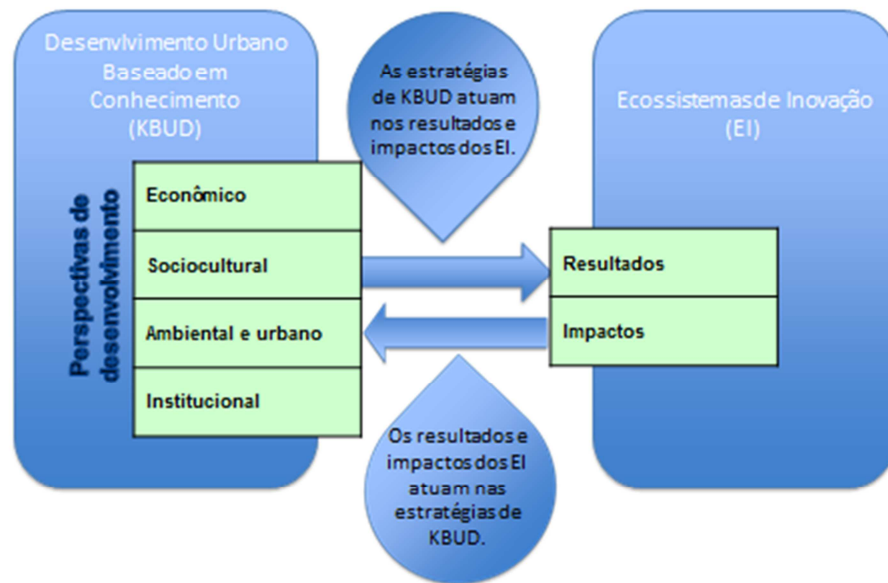 Desenvlvimento Urbano
Baseado em
Conhecimento
(KBUD)
Perspectivas de
desenvolvimento
Econômico
Sociocultural
Ambiental e urbano
Institucional
As estratégias
de KBUD atuam
nos resultados e
impactos dos EI.
Os resultados e
impactos dos EI
atuam nas
estratégias de
KBUD.
Ecossistemas de Inovação
(EI)
Resultados
Impactos